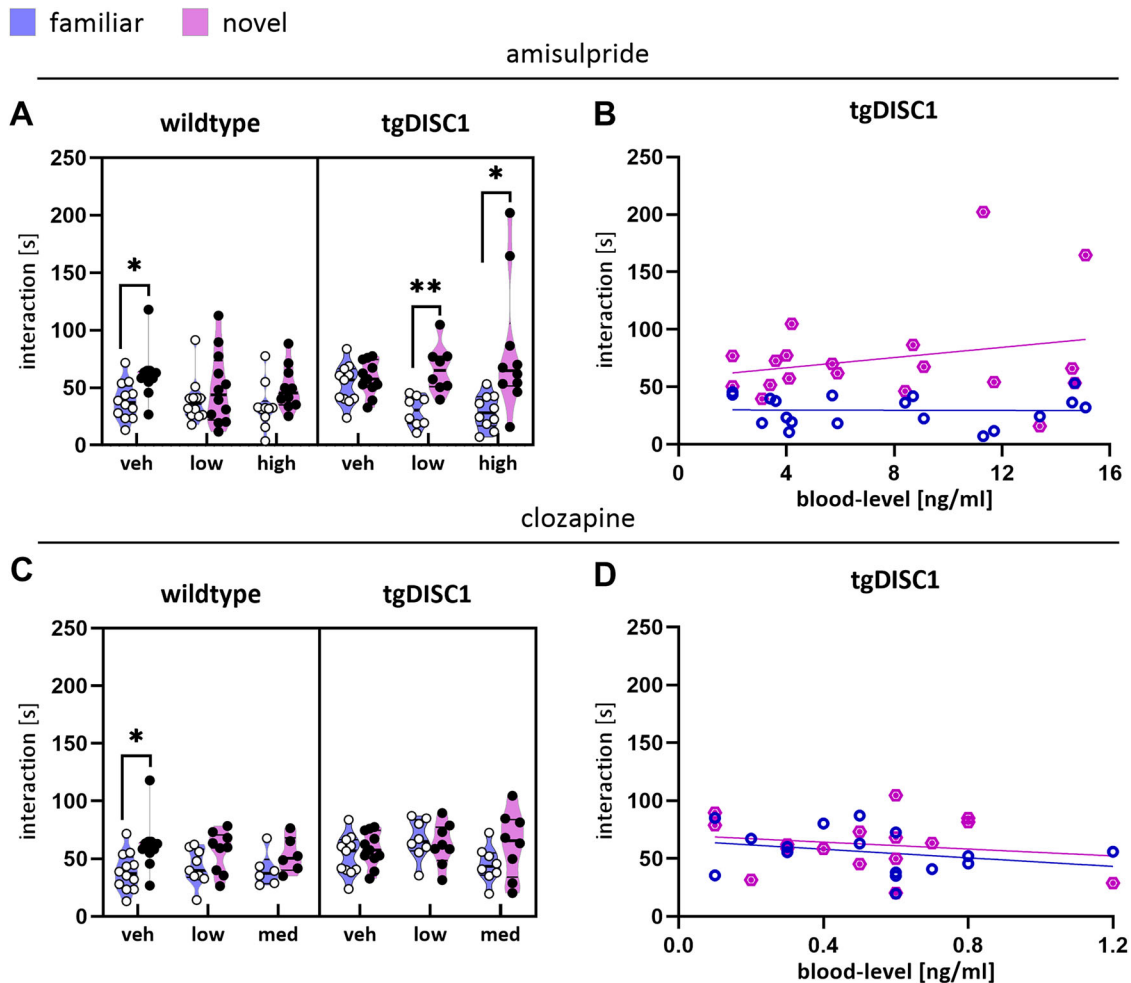 familiar novel
amisulpride
A wildtype tgDISC1
B tgDISC1
interaction [s]
250
200
150
100
50
0
* ** *
veh low high veh low high
interaction [s]
250
200
150
100
50
0
0 4 8 12 16
blood-level [ng/ml]
clozapine
C wildtype tgDISC1
D tgDISC1
interaction [s]
250
200
150
100
50
0
*
veh low med veh low med
interaction [s]
250
200
150
100
50
0
0.0 0.4 0.8 1.2
blood-level [ng/ml]